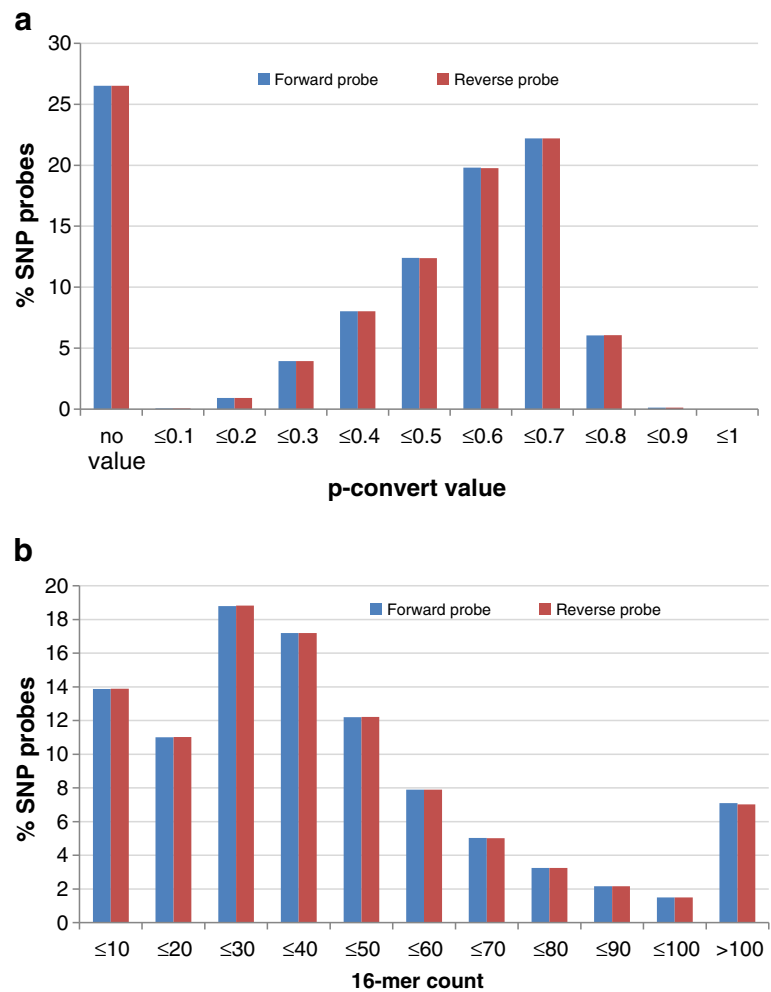 a
30
25
20
15
10
5
0
% SNP probes
Forward probe Reverse probe
no value ≤0.1 ≤0.2 ≤0.3 ≤0.4 ≤0.5 ≤0.6 ≤0.7 ≤0.8 ≤0.9 ≤1
p-convert value
b
20
18
16
14
12
10
8
6
4
2
0
% SNP probes
Forward probe Reverse probe
≤10 ≤20 ≤30 ≤40 ≤50 ≤60 ≤70 ≤80 ≤90 ≤100 >100
16-mer count